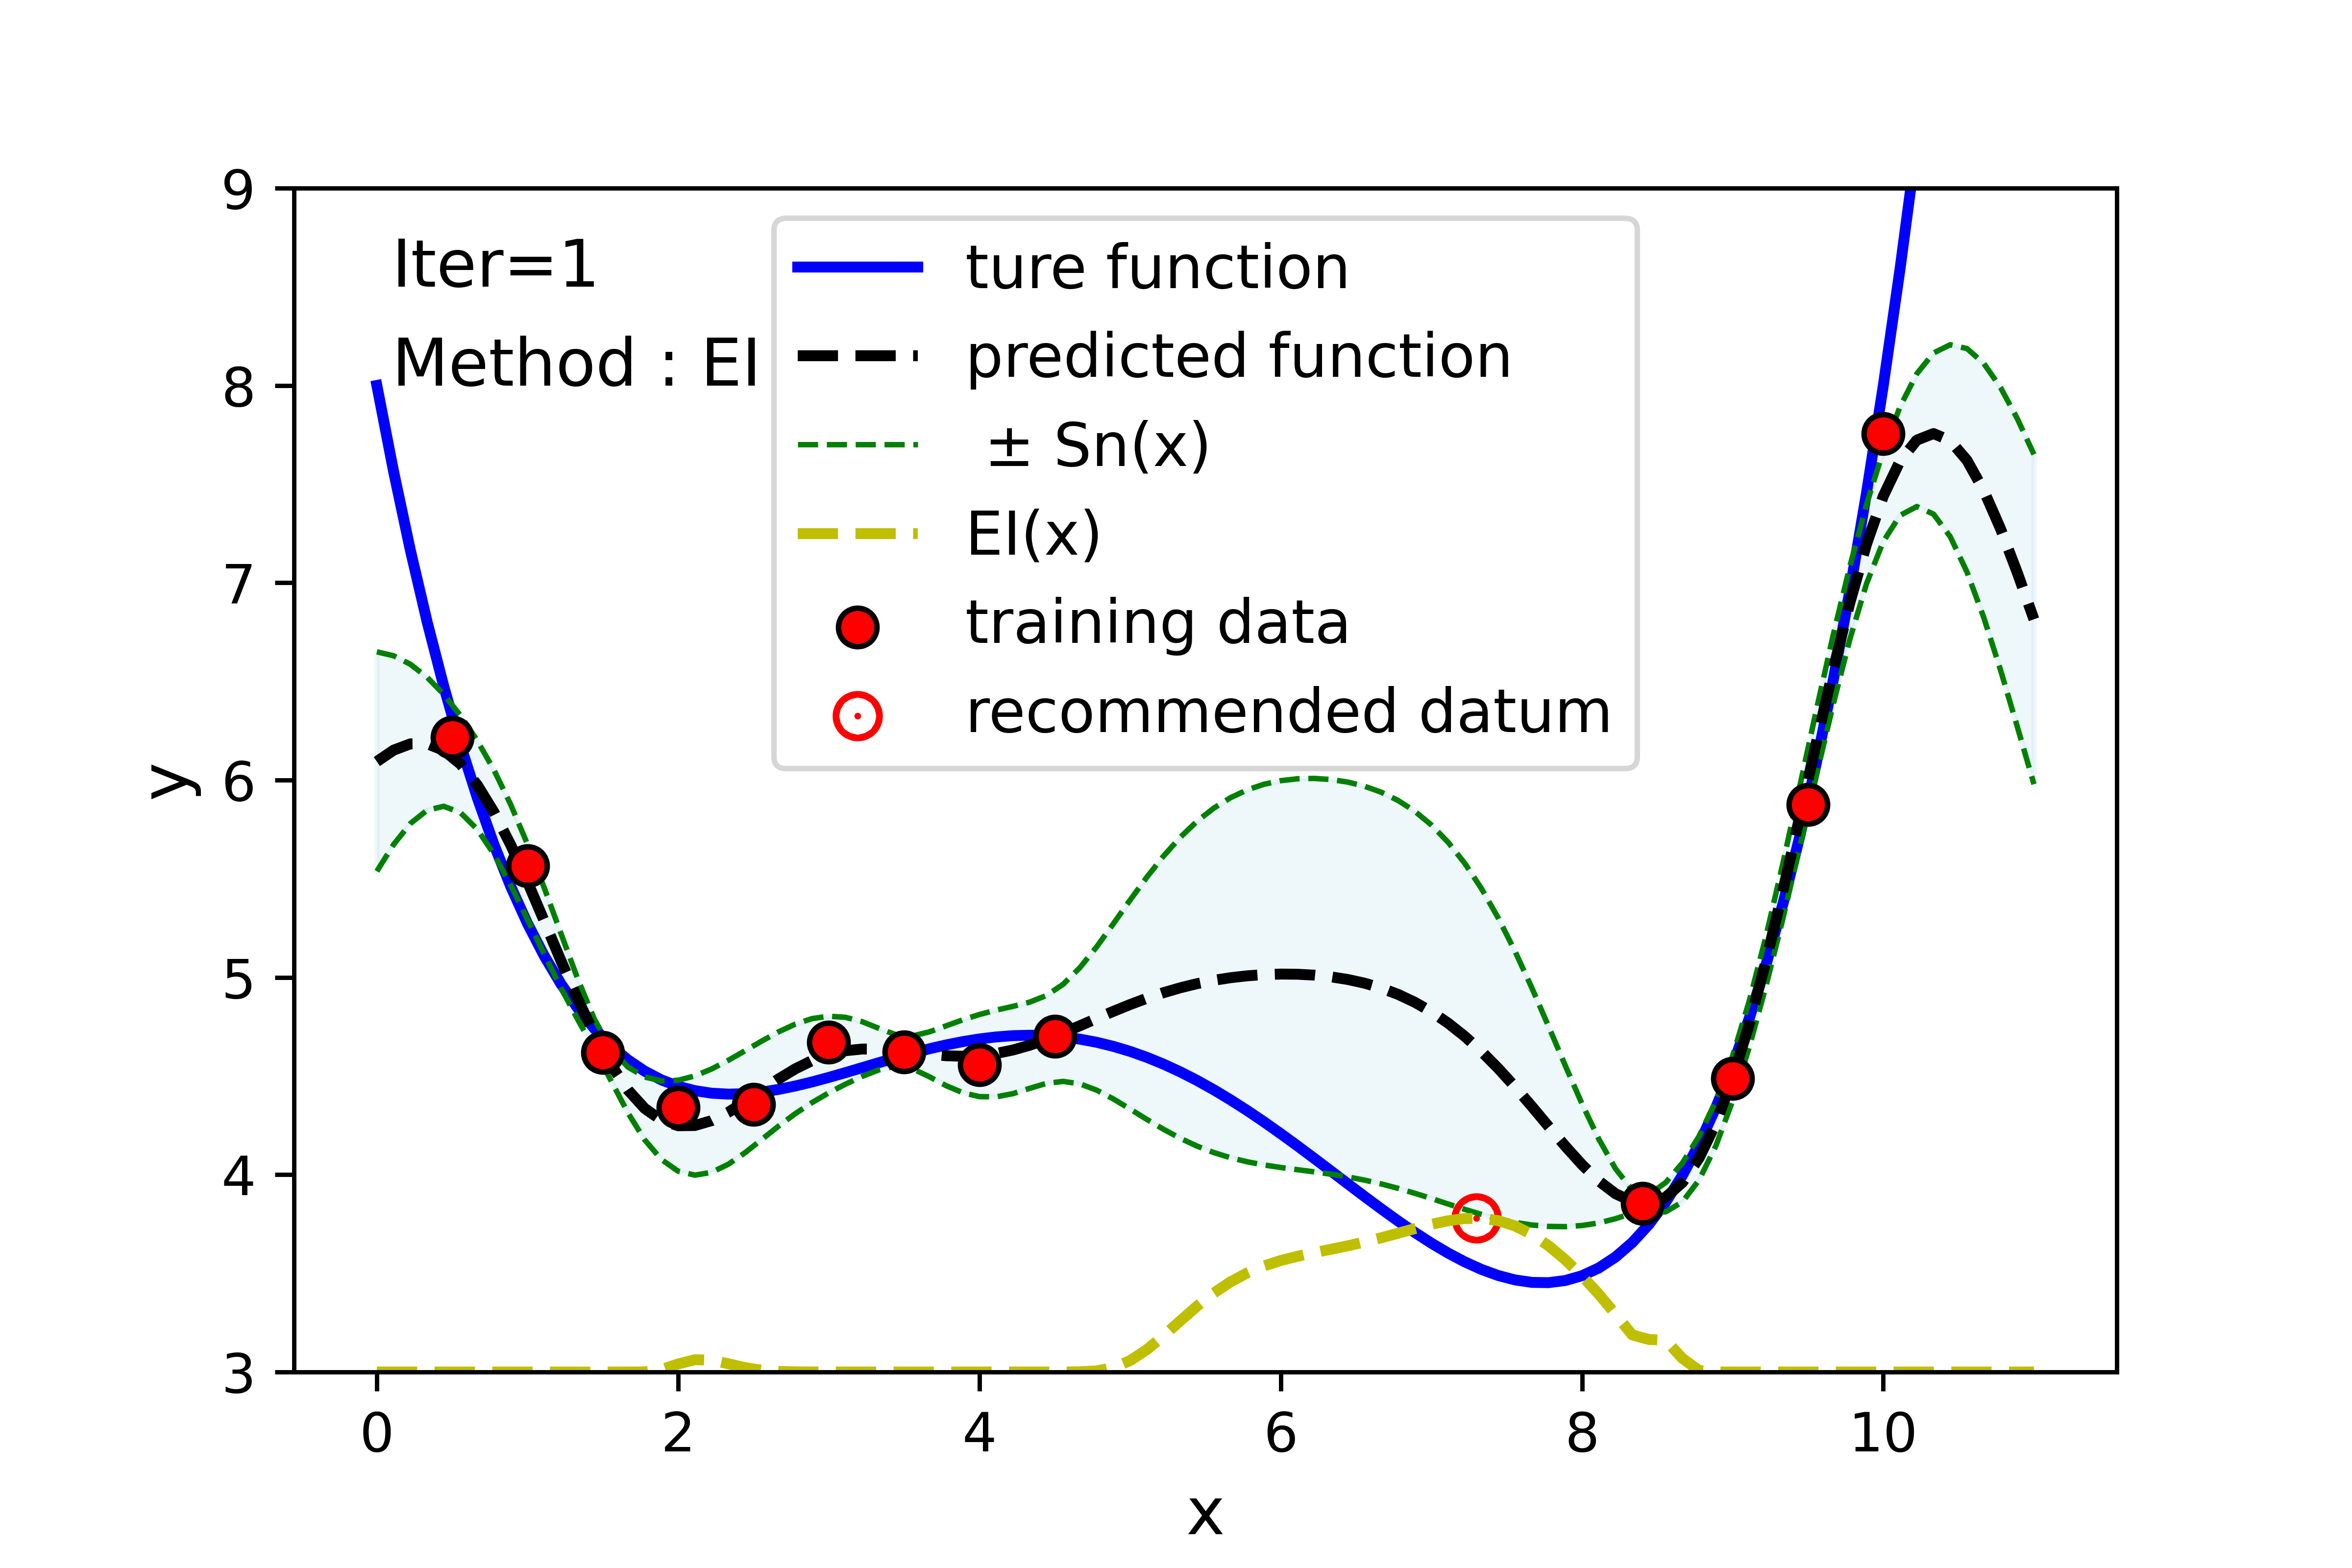 Iter=1
Method : EI
ture function
predicted function
± Sn(x)
EI(x)
training data
recommended datum
y
9
8
7
6
5
4
3
0 2 4 6 8 10
x